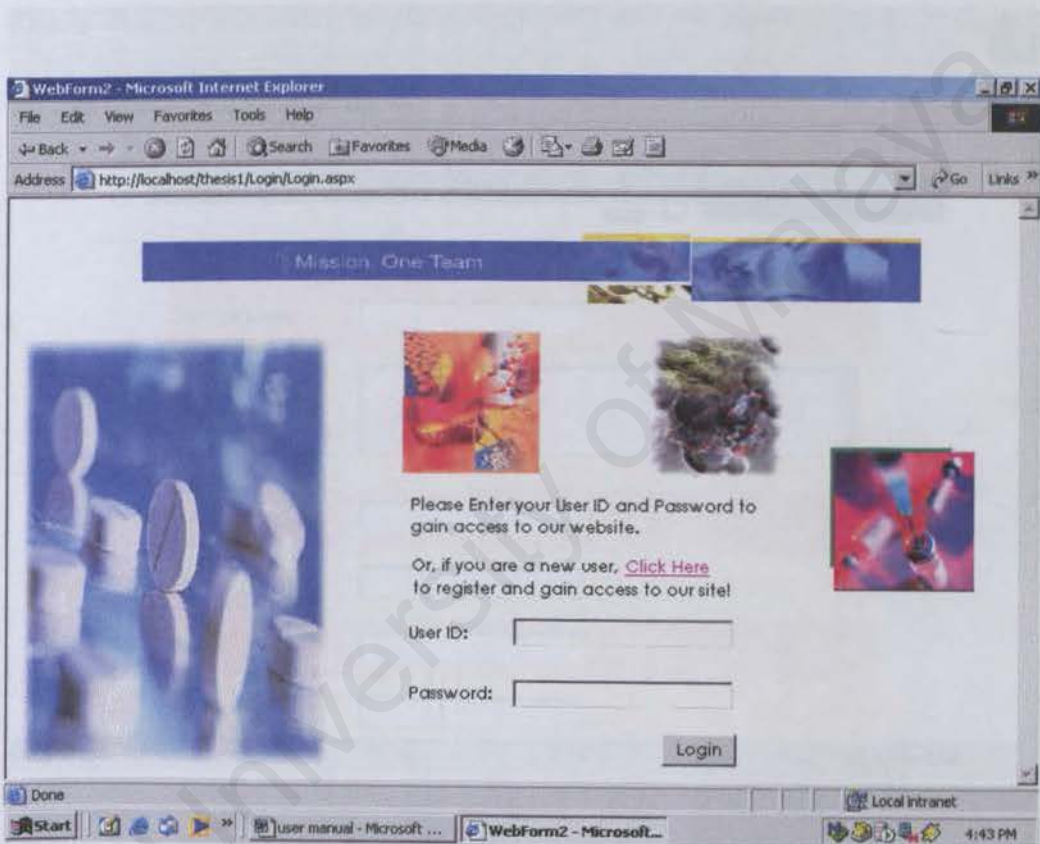 WebForm2 - Microsoft Internet Explorer
File Edit View Favorites Tools Help
Back Search Favorites Media
Address http://localhost/thesis1/Login/Login.aspx Go Links »
Mission One Team
Please Enter your User ID and Password to
gain access to our website.
Or, if you are a new user, Click Here
to register and gain access to our site!
User ID:
Password:
Login
Done Local intranet
Start » user manual - Microsoft ... WebForm2 - Microsoft... 4:43 PM
University of Malaya